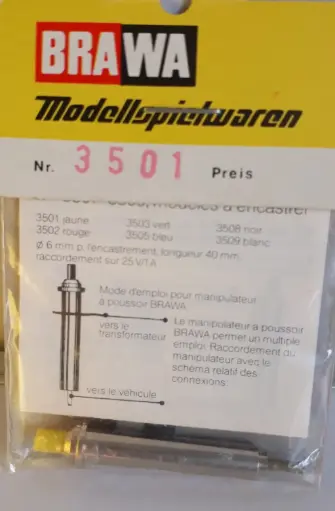 BRAWA
Modellspielwaren
Nr. 3501 Preis
modèles à encastrer
3501 jaune 3503 vert 3508 noir
3502 rouge 3505 bleu 3509 blanc
Ø 6 mm p. l'encastrement, longueur 40 mm,
raccordement sur 25 V/1 A
Mode d'emploi pour manipulateur
à poussoir BRAWA
vers le
transformateur
Le manipulateur à poussoir
BRAWA permet un multiple
emploi. Raccordement du
manipulateur avec le
schéma relatif des
connexions.
vers le véhicule